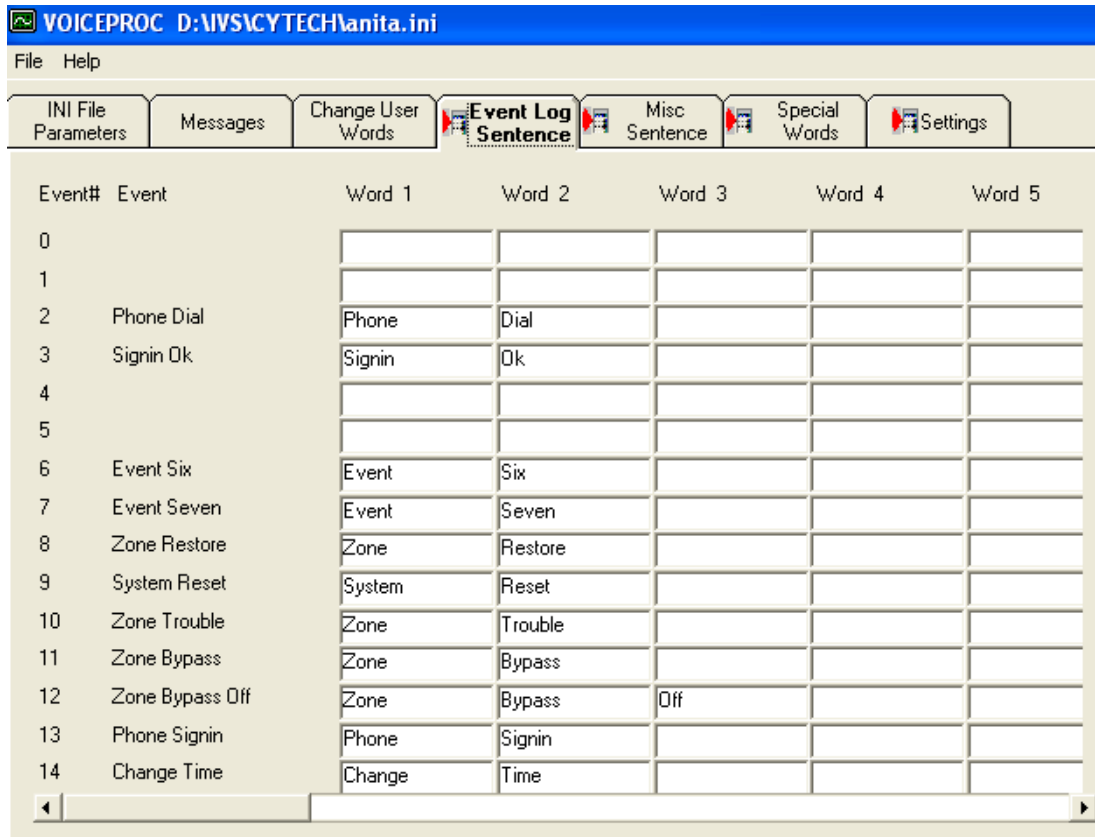 VOICEPROC D:\IVS\CYTECH\anita.ini
File Help
INI File Parameters Messages Change User Words Event Log Sentence Misc Sentence Special Words Settings
Event# Event Word 1 Word 2 Word 3 Word 4 Word 5
0
1
2 Phone Dial Phone Dial
3 Signin Ok Signin Ok
4
5
6 Event Six Event Six
7 Event Seven Event Seven
8 Zone Restore Zone Restore
9 System Reset System Reset
10 Zone Trouble Zone Trouble
11 Zone Bypass Zone Bypass
12 Zone Bypass Off Zone Bypass Off
13 Phone Signin Phone Signin
14 Change Time Change Time